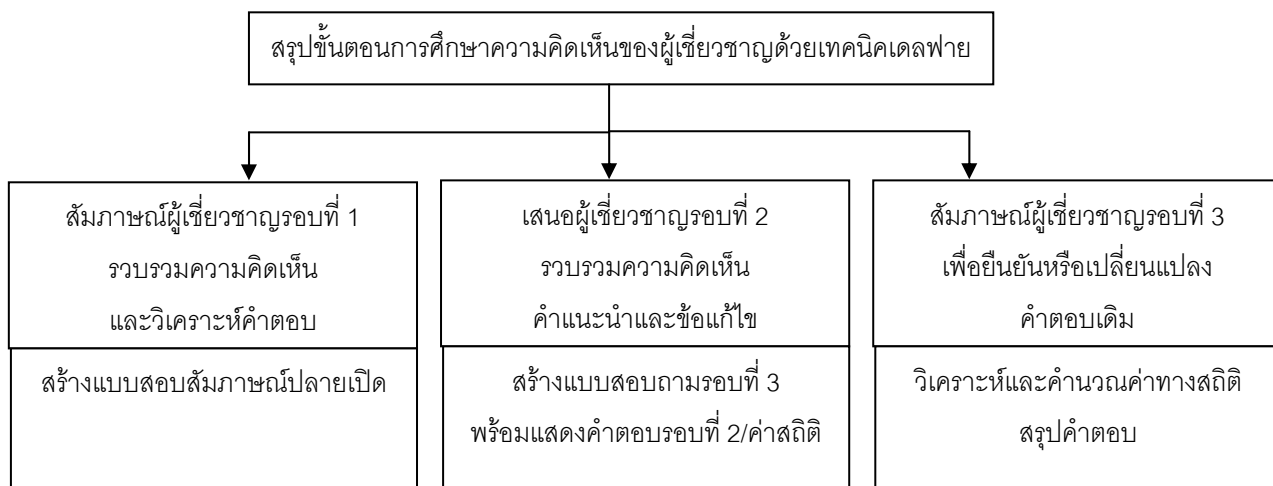 สรุปขั้นตอนการศึกษาความคิดเห็นของผู้เชี่ยวชาญด้วยเทคนิคเดลฟาย
สัมภาษณ์ผู้เชี่ยวชาญรอบที่ 1
รวบรวมความคิดเห็น
และวิเคราะห์คำตอบ
สร้างแบบสอบสัมภาษณ์ปลายเปิด
เสนอผู้เชี่ยวชาญรอบที่ 2
รวบรวมความคิดเห็น
คำแนะนำและข้อแก้ไข
สร้างแบบสอบถามรอบที่ 3
พร้อมแสดงคำตอบรอบที่ 2/ค่าสถิติ
สัมภาษณ์ผู้เชี่ยวชาญรอบที่ 3
เพื่อยืนยันหรือเปลี่ยนแปลง
คำตอบเดิม
วิเคราะห์และคำนวณค่าทางสถิติ
สรุปคำตอบ